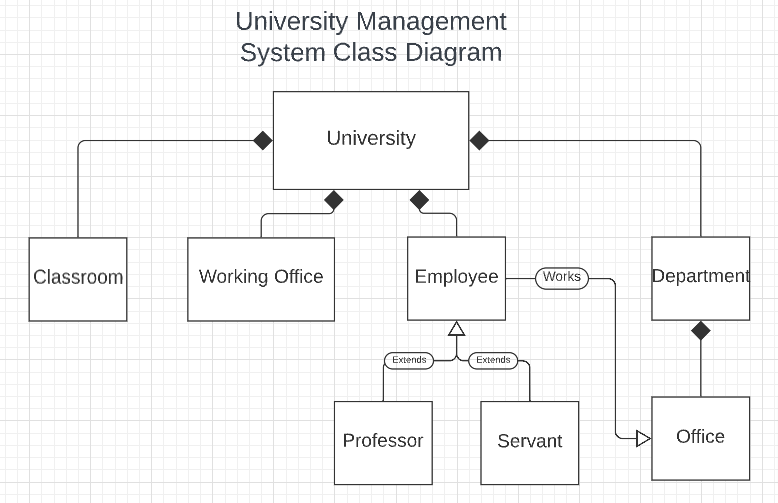 University Management
System Class Diagram
University
Classroom
Working Office
Employee
Works
Department
Extends
Extends
Professor
Servant
Office